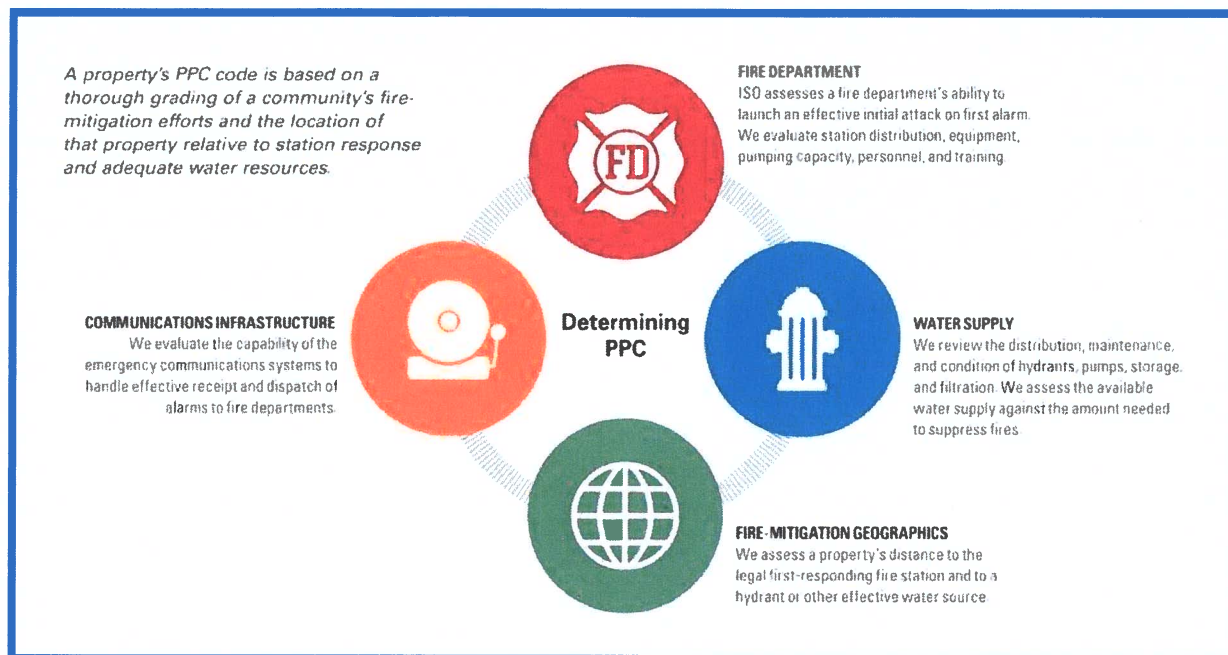 A property's PPC code is based on a
thorough grading of a community's fire-
mitigation efforts and the location of
that property relative to station response
and adequate water resources.
FIRE DEPARTMENT
ISO assesses a fire department's ability to
launch an effective initial attack on first alarm.
We evaluate station distribution, equipment,
pumping capacity, personnel, and training.
FD
COMMUNICATIONS INFRASTRUCTURE
We evaluate the capability of the
emergency communications systems to
handle effective receipt and dispatch of
alarms to fire departments.
Determining
PPC
WATER SUPPLY
We review the distribution, maintenance,
and condition of hydrants, pumps, storage,
and filtration. We assess the available
water supply against the amount needed
to suppress fires.
FIRE-MITIGATION GEOGRAPHICS
We assess a property's distance to the
legal first-responding fire station and to a
hydrant or other effective water source.